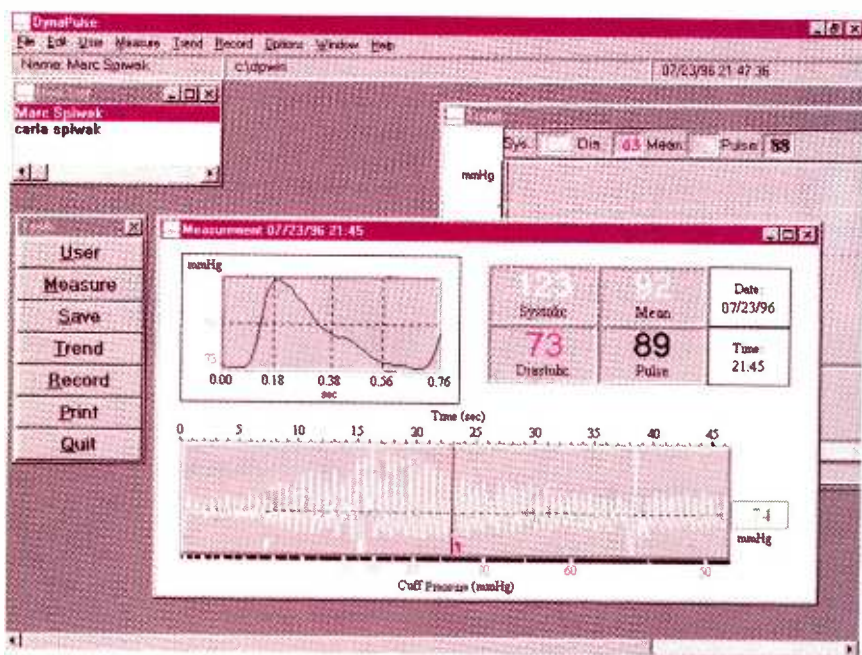 DynaPulse
File Edit User Measure Trend Record Options Window Help
Name: Marc Spiwak c:\dpwin 07/23/96 21:47:36
Marc Spiwak
carla spiwak
Sys: Dia: 63 Mean: Pulse: 88
mmHg
User
Measure
Save
Trend
Record
Print
Quit
Measurement 07/23/96 21:45
mmHg
75
0.00 0.18 0.38 0.56 0.76
sec
123 92 Date:
Systolic Mean 07/23/96
73 89 Time:
Diastolic Pulse 21:45
Time (sec)
0 5 10 15 20 25 30 35 40 45
mmHg
60 50
Cuff Pressure (mmHg)